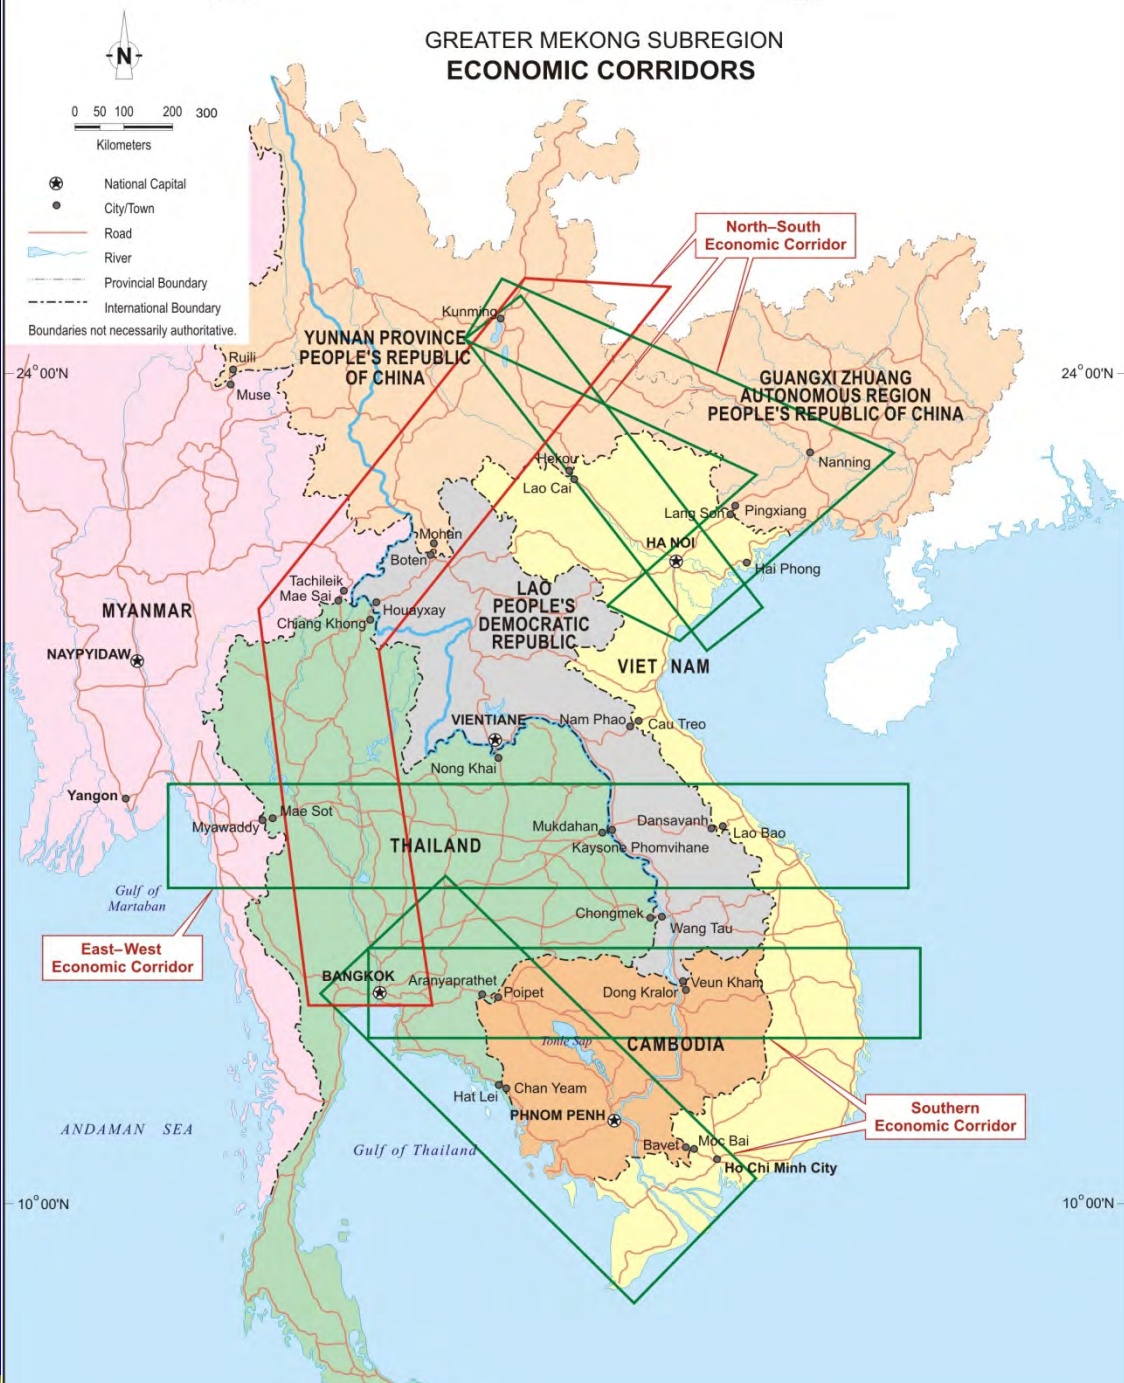 GREATER MEKONG SUBREGION
ECONOMIC CORRIDORS
N
0 50 100 200 300
Kilometers
National Capital
City/Town
Road
River
Provincial Boundary
International Boundary
Boundaries not necessarily authoritative.
North–South
Economic Corridor
Kunming
YUNNAN PROVINCE
PEOPLE'S REPUBLIC
OF CHINA
Ruili
Muse
24°00'N
24°00'N
GUANGXI ZHUANG
AUTONOMOUS REGION
PEOPLE'S REPUBLIC OF CHINA
Nanning
Hekou
Lao Cai
Lang Son
Pingxiang
HA NOI
Hai Phong
Mohan
Boten
Tachileik
Mae Sai
Houayxay
Chiang Khong
LAO
PEOPLE'S
DEMOCRATIC
REPUBLIC
MYANMAR
NAYPYIDAW
VIET NAM
VIENTIANE
Nam Phao
Cau Treo
Nong Khai
Yangon
Myawaddy
Mae Sot
Mukdahan
Dansavanh
Lao Bao
Kaysone Phomvihane
THAILAND
Gulf of
Martaban
Chongmek
Wang Tau
East–West
Economic Corridor
BANGKOK
Aranyaprathet
Poipet
Dong Kralor
Veun Kham
Tonle Sap
CAMBODIA
Hat Lei
Chan Yeam
PHNOM PENH
Southern
Economic Corridor
ANDAMAN SEA
Gulf of Thailand
Bavet
Moc Bai
Ho Chi Minh City
10°00'N
10°00'N